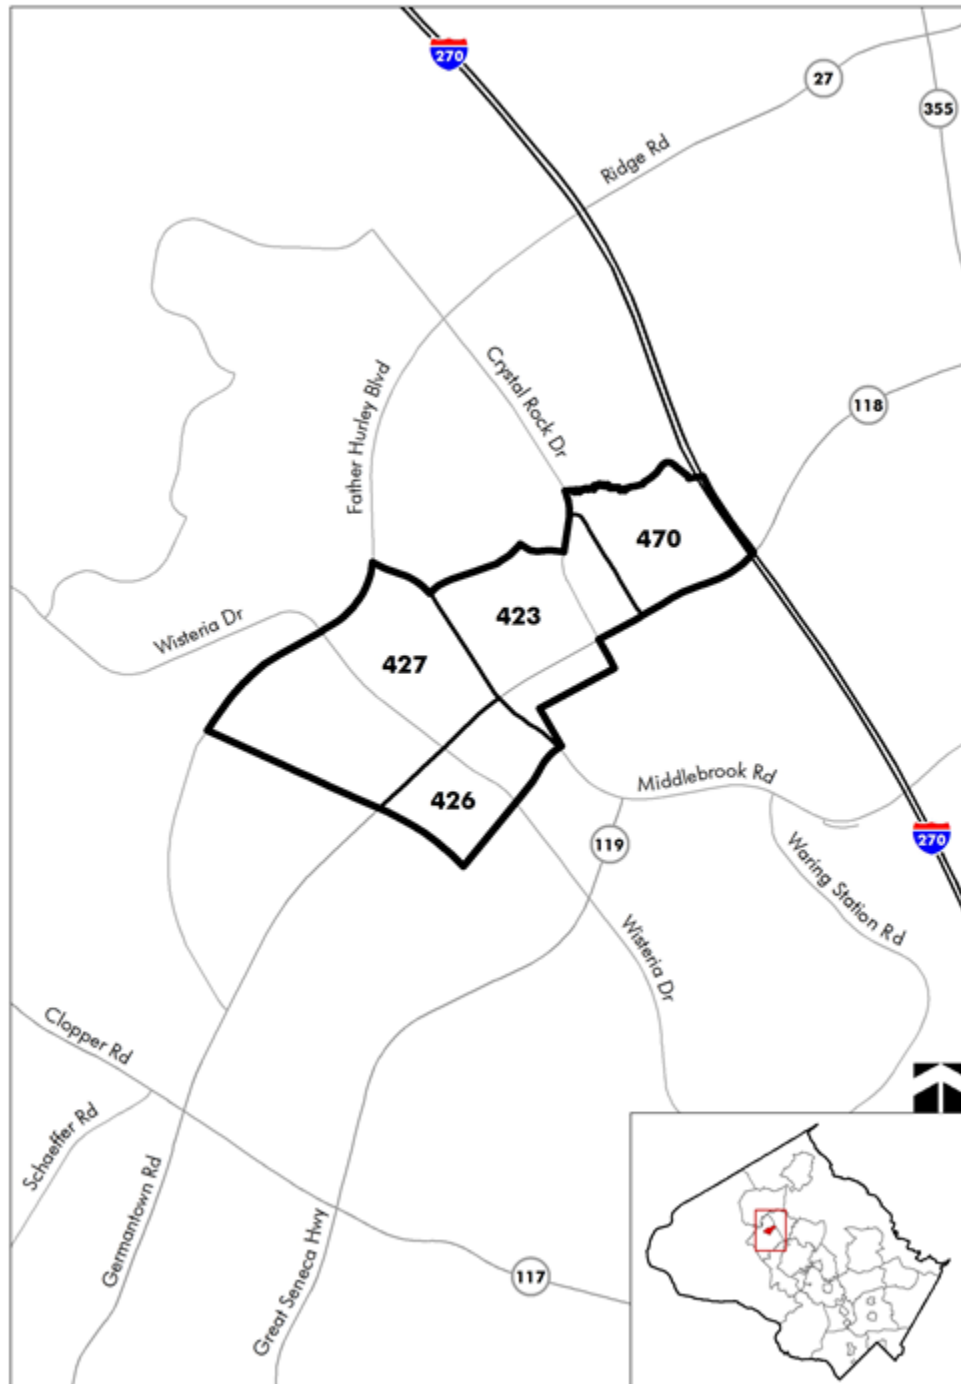 270
27
355
Ridge Rd
Crystal Rock Dr
Father Hurley Blvd
118
470
423
Wisteria Dr
427
Middlebrook Rd
426
119
270
Waring Station Rd
Wisteria Dr
Clopper Rd
Schaeffer Rd
Germantown Rd
Great Seneca Hwy
117